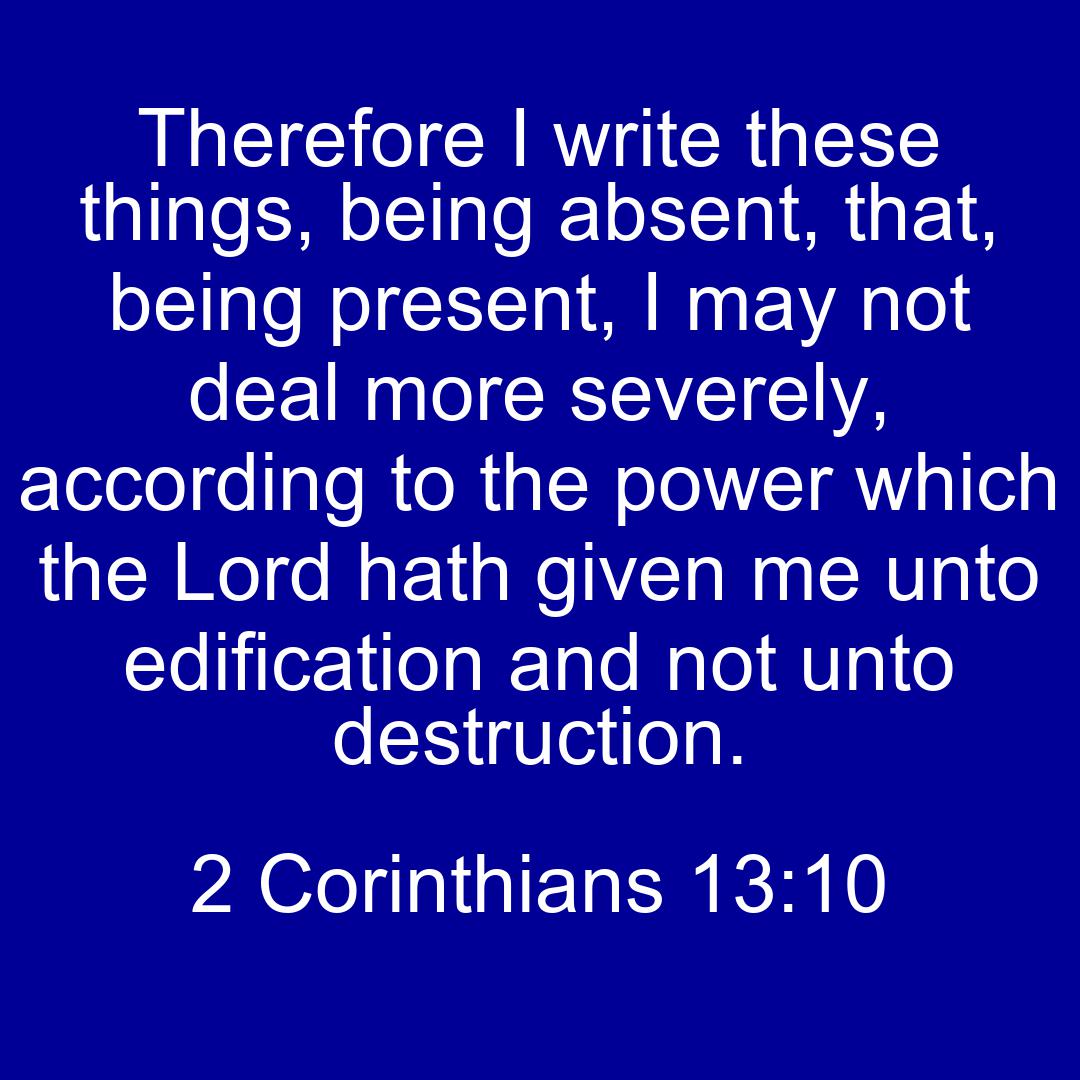 Therefore I write these
things, being absent, that,
being present, I may not
deal more severely,
according to the power which
the Lord hath given me unto
edification and not unto
destruction.
2 Corinthians 13:10